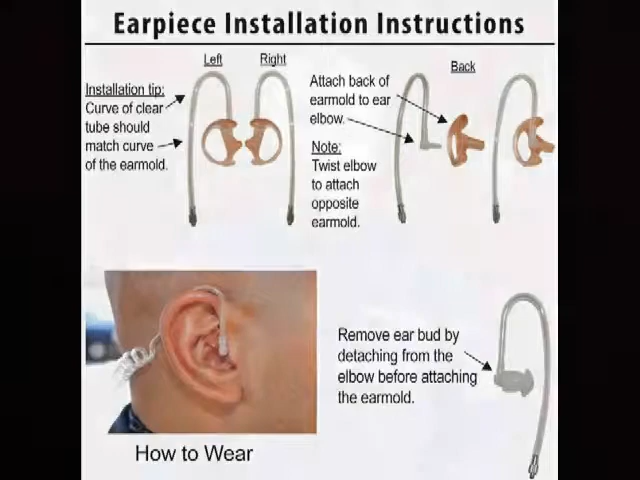 Earpiece Installation Instructions
Left
Right
Back
Installation tip:
Curve of clear
tube should
match curve
of the earmold.
Attach back of
earmold to ear
elbow.
Note:
Twist elbow
to attach
opposite
earmold.
Remove ear bud by
detaching from the
elbow before attaching
the earmold.
How to Wear